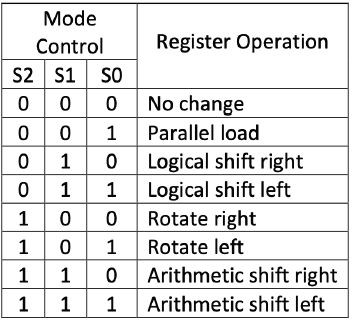 Mode Control Register Operation
S2 S1 S0
0 0 0 No change
0 0 1 Parallel load
0 1 0 Logical shift right
0 1 1 Logical shift left
1 0 0 Rotate right
1 0 1 Rotate left
1 1 0 Arithmetic shift right
1 1 1 Arithmetic shift left